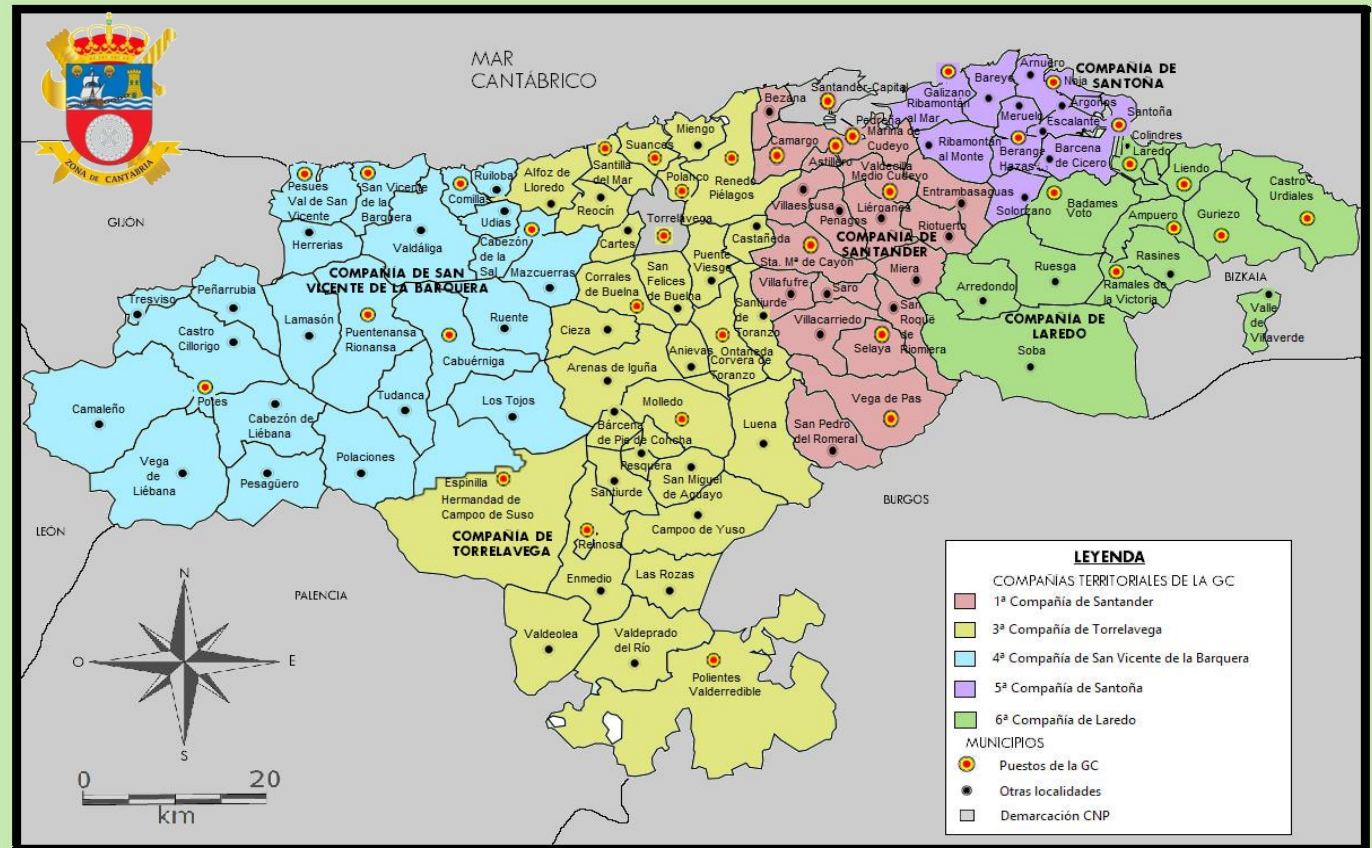 ZONA DE CANTABRIA
MAR
CANTÁBRICO
GIJÓN
LEÓN
PALENCIA
BURGOS
BIZKAIA
COMPAÑÍA DE SAN
VICENTE DE LA BARQUERA
Pesues
Val de San
Vicente
San Vicente
de la
Barquera
Comillas
Ruiloba
Udias
Cabezón
de la
Sal
Herrerias
Valdáliga
Mazcuerras
Tresviso
Peñarrubia
Castro
Cillorigo
Lamasón
Puentenansa
Rionansa
Ruente
Cabuérniga
Camaleño
Potes
Cabezón de
Liébana
Tudanca
Los Tojos
Vega
de
Liébana
Pesagüero
Polaciones
COMPAÑÍA DE
TORRELAVEGA
Alfoz de
Lloredo
Santilla
del Mar
Suances
Miengo
Polanco
Renedo
Piélagos
Reocín
Torrelavega
Cartes
Castañeda
Puente
Viesgo
Corrales
de Buelna
San
Felices
de Buelna
Santiurde
de
Toranzo
Cieza
Anievas
Ontaneda
Corvera de
Toranzo
Arenas de Iguña
Molledo
Luena
Bárcena
de Pie de Concha
Pesquera
San Miguel
de Aguayo
Santiurde
Espinilla
Hermandad de
Campoo de Suso
Campoo de Yuso
Reinosa
Enmedio
Las Rozas
Valdeolea
Valdeprado
del Río
Polientes
Valderredible
COMPAÑÍA DE
SANTANDER
Santander-Capital
Bezana
Camargo
Pedreña
Marina de
Cudeyo
Astillero
Valdecilla
Medio Cudeyo
Villaescusa
Penagos
Liérganes
Entrambasaguas
Riotuerto
Sta. Mª de Cayón
Miera
Villafufre
Saro
San
Roque
de
Riomiera
Villacarriedo
Selaya
Vega de Pas
San Pedro
del Romeral
COMPAÑÍA DE
SANTOÑA
Galizano
Ribamontán
al Mar
Bareyo
Arnuero
Noja
Argoños
Santoña
Meruelo
Escalante
Beranga
Hazas
Barcena
de Cicero
Ribamontán
al Monte
Solorzano
COMPAÑÍA DE
LAREDO
Colindres
Laredo
Liendo
Castro
Urdiales
Badames
Voto
Ampuero
Guriezo
Rasines
Ruesga
Ramales de
la Victoria
Arredondo
Soba
Valle
de
Villaverde
N
O
E
S
0 20
km
LEYENDA
COMPAÑÍAS TERRITORIALES DE LA GC
1ª Compañía de Santander
3ª Compañía de Torrelavega
4ª Compañía de San Vicente de la Barquera
5ª Compañía de Santoña
6ª Compañía de Laredo
MUNICIPIOS
Puestos de la GC
Otras localidades
Demarcación CNP